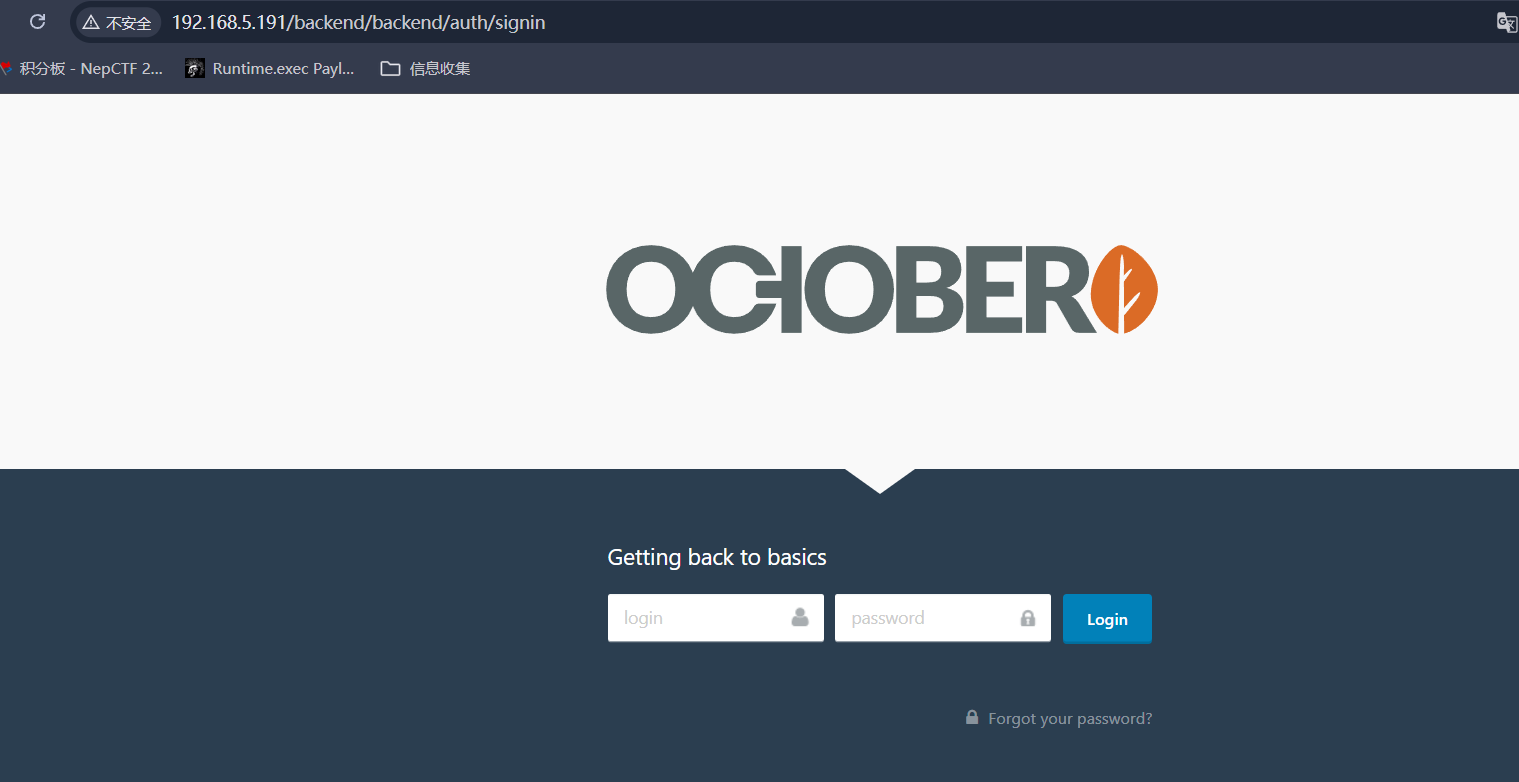 不安全 192.168.5.191/backend/backend/auth/signin
积分板 - NepCTF 2... Runtime.exec Payl... 信息收集
OCTOBER
Getting back to basics
login password Login
Forgot your password?